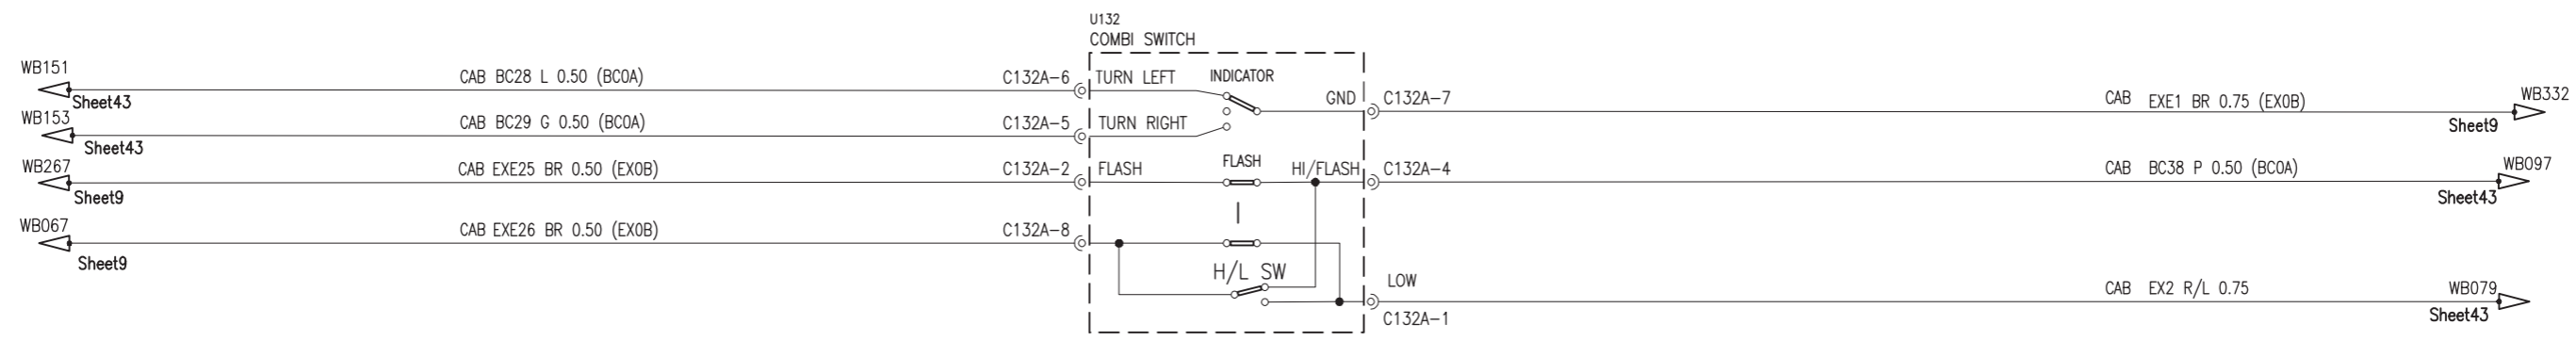 U132
COMBI SWITCH
WB151
CAB BC28 L 0.50 (BC0A)
C132A-6
TURN LEFT
INDICATOR
Sheet43
GND
C132A-7
CAB EXE1 BR 0.75 (EX0B)
WB332
Sheet9
WB153
CAB BC29 G 0.50 (BC0A)
C132A-5
TURN RIGHT
Sheet43
WB267
CAB EXE25 BR 0.50 (EX0B)
C132A-2
FLASH
FLASH
HI/FLASH
C132A-4
CAB BC38 P 0.50 (BC0A)
WB097
Sheet9
Sheet43
WB067
CAB EXE26 BR 0.50 (EX0B)
C132A-8
Sheet9
H/L SW
LOW
CAB EX2 R/L 0.75
WB079
C132A-1
Sheet43